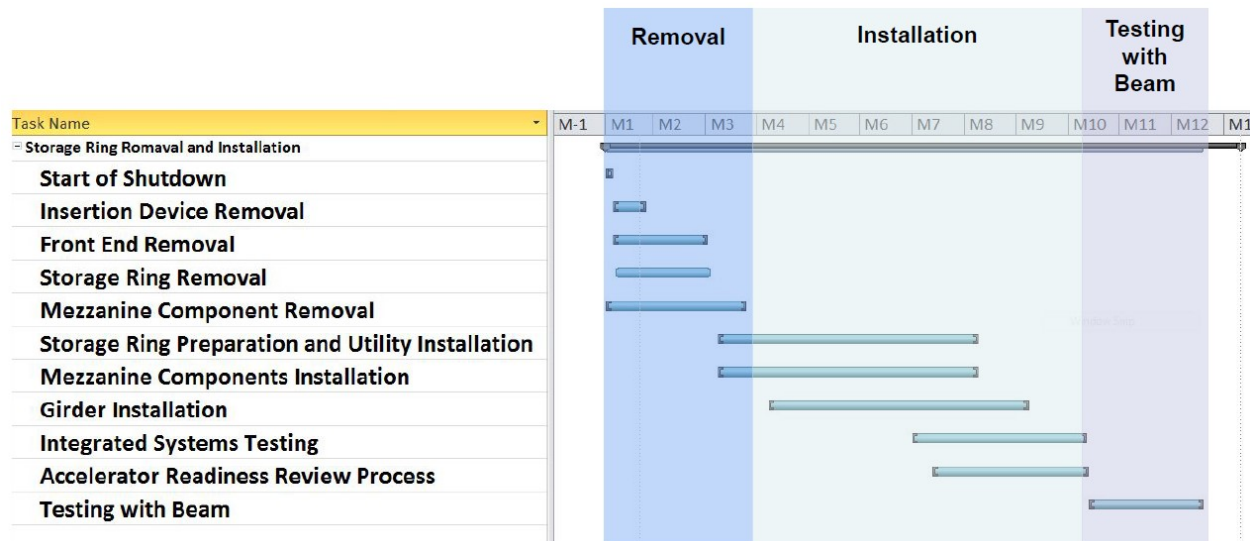 Removal
Installation
Testing
with
Beam
Task Name
M-1 M1 M2 M3 M4 M5 M6 M7 M8 M9 M10 M11 M12 M1
Storage Ring Romaval and Installation
Start of Shutdown
Insertion Device Removal
Front End Removal
Storage Ring Removal
Mezzanine Component Removal
Storage Ring Preparation and Utility Installation
Mezzanine Components Installation
Girder Installation
Integrated Systems Testing
Accelerator Readiness Review Process
Testing with Beam